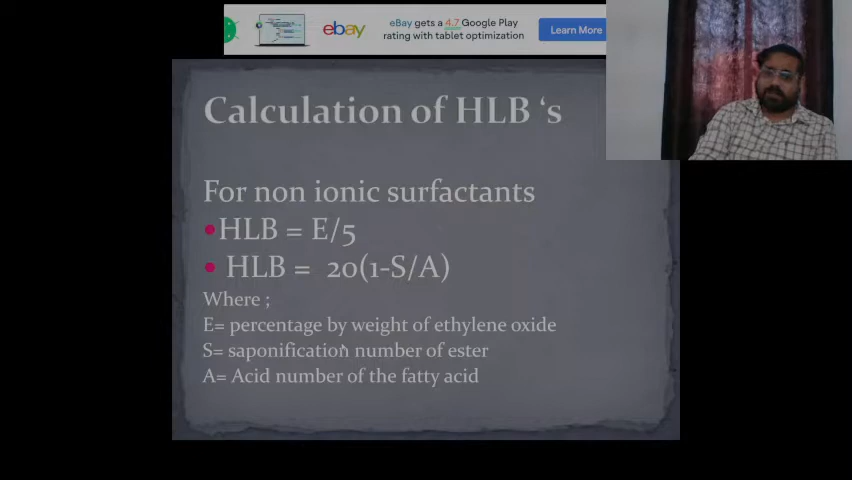 eBay gets a 4.7 Google Play
rating with tablet optimization
ebay
Learn More
Calculation of HLB ‘s
For non ionic surfactants
•HLB = E/5
• HLB = 20(1-S/A)
Where ;
E= percentage by weight of ethylene oxide
S= saponification number of ester
A= Acid number of the fatty acid